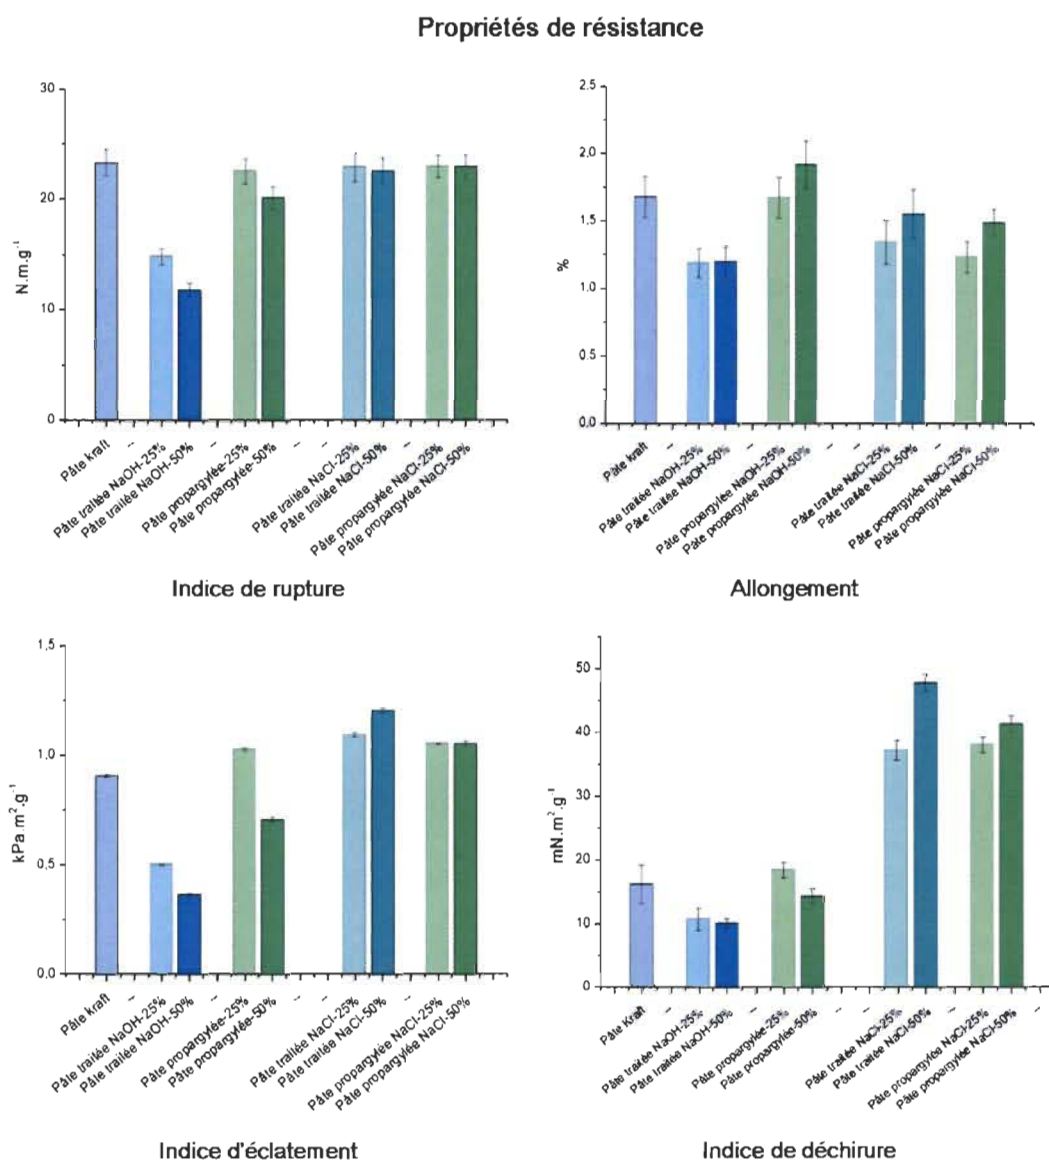 Propriétés de résistance
30
20
10
0
N.m.g⁻¹
Pâte kraft
--
Pâte traitée NaOH-25%
Pâte traitée NaOH-50%
--
Pâte propargylée-25%
Pâte propargylée-50%
--
--
Pâte traitée NaCl-25%
Pâte traitée NaCl-50%
--
Pâte propargylée NaCl-25%
Pâte propargylée NaCl-50%
Indice de rupture
2.5
2.0
1.5
1.0
0.5
0.0
%
Pâte kraft
--
Pâte traitée NaOH-25%
Pâte traitée NaOH-50%
--
Pâte propargylée NaOH-25%
Pâte propargylée NaOH-50%
--
--
Pâte traitée NaCl-25%
Pâte traitée NaCl-50%
--
Pâte propargylée NaCl-25%
Pâte propargylée NaCl-50%
--
Allongement
1,5
1,0
0,5
0,0
kPa.m².g⁻¹
Pâte kraft
--
Pâte traitée NaOH-25%
Pâte traitée NaOH-50%
--
Pâte propargylée-25%
Pâte propargylée-50%
--
--
Pâte traitée NaCl-25%
Pâte traitée NaCl-50%
--
Pâte propargylée NaCl-25%
Pâte propargylée NaCl-50%
Indice d'éclatement
50
40
30
20
10
0
mN.m².g⁻¹
Pâte Kraft
--
Pâte traitée NaOH-25%
Pâte traitée NaOH-50%
--
Pâte propargylée-25%
Pâte propargylée-50%
--
--
Pâte traitée NaCl-25%
Pâte traitée NaCl-50%
--
Pâte propargylée NaCl-25%
Pâte propargylée NaCl-50%
--
Indice de déchirure